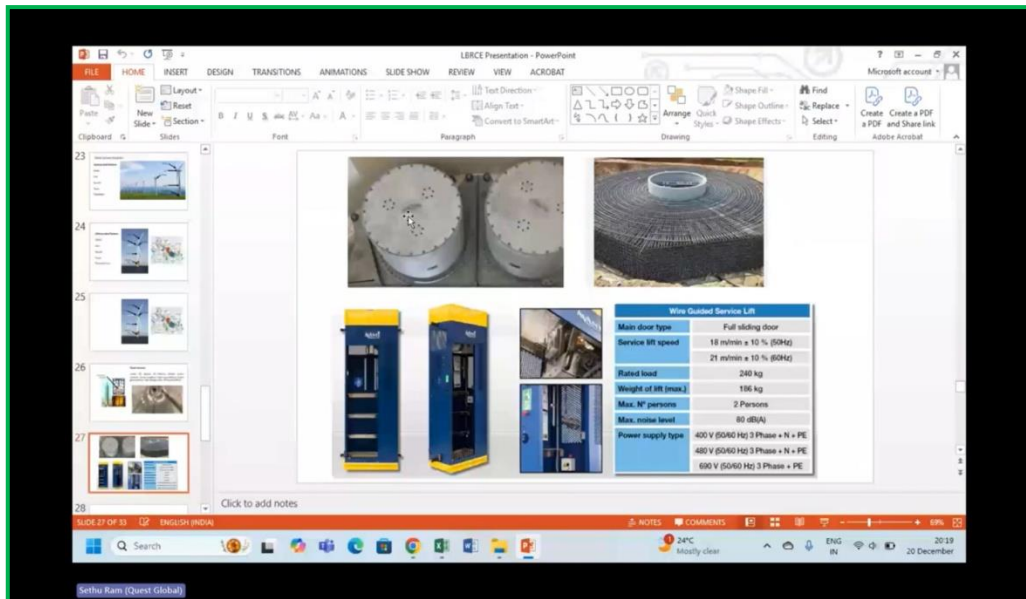 LBRCE Presentation - PowerPoint
FILE HOME INSERT DESIGN TRANSITIONS ANIMATIONS SLIDE SHOW REVIEW VIEW ACROBAT
Microsoft account
Paste
New Slide
Layout
Reset
Section
Text Direction
Align Text
Convert to SmartArt
Arrange
Quick Styles
Shape Fill
Shape Outline
Shape Effects
Find
Replace
Select
Create a PDF
Create a PDF and Share link
Clipboard Slides Font Paragraph Drawing Editing Adobe Acrobat
23
24
25
26
27
28
Wire Guided Service Lift
Main door type Full sliding door
Service lift speed 18 m/min ± 10 % (50Hz)
21 m/min ± 10 % (60Hz)
Rated load 240 kg
Weight of lift (max.) 186 kg
Max. Nº persons 2 Persons
Max. noise level 80 dB(A)
Power supply type 400 V (50/60 Hz) 3 Phase + N + PE
480 V (50/60 Hz) 3 Phase + N + PE
690 V (50/60 Hz) 3 Phase + PE
Click to add notes
SLIDE 27 OF 33 ENGLISH (INDIA) NOTES COMMENTS 69%
Search
24°C
Mostly clear
ENG
IN
20:19
20 December
Sethu Ram (Quest Global)